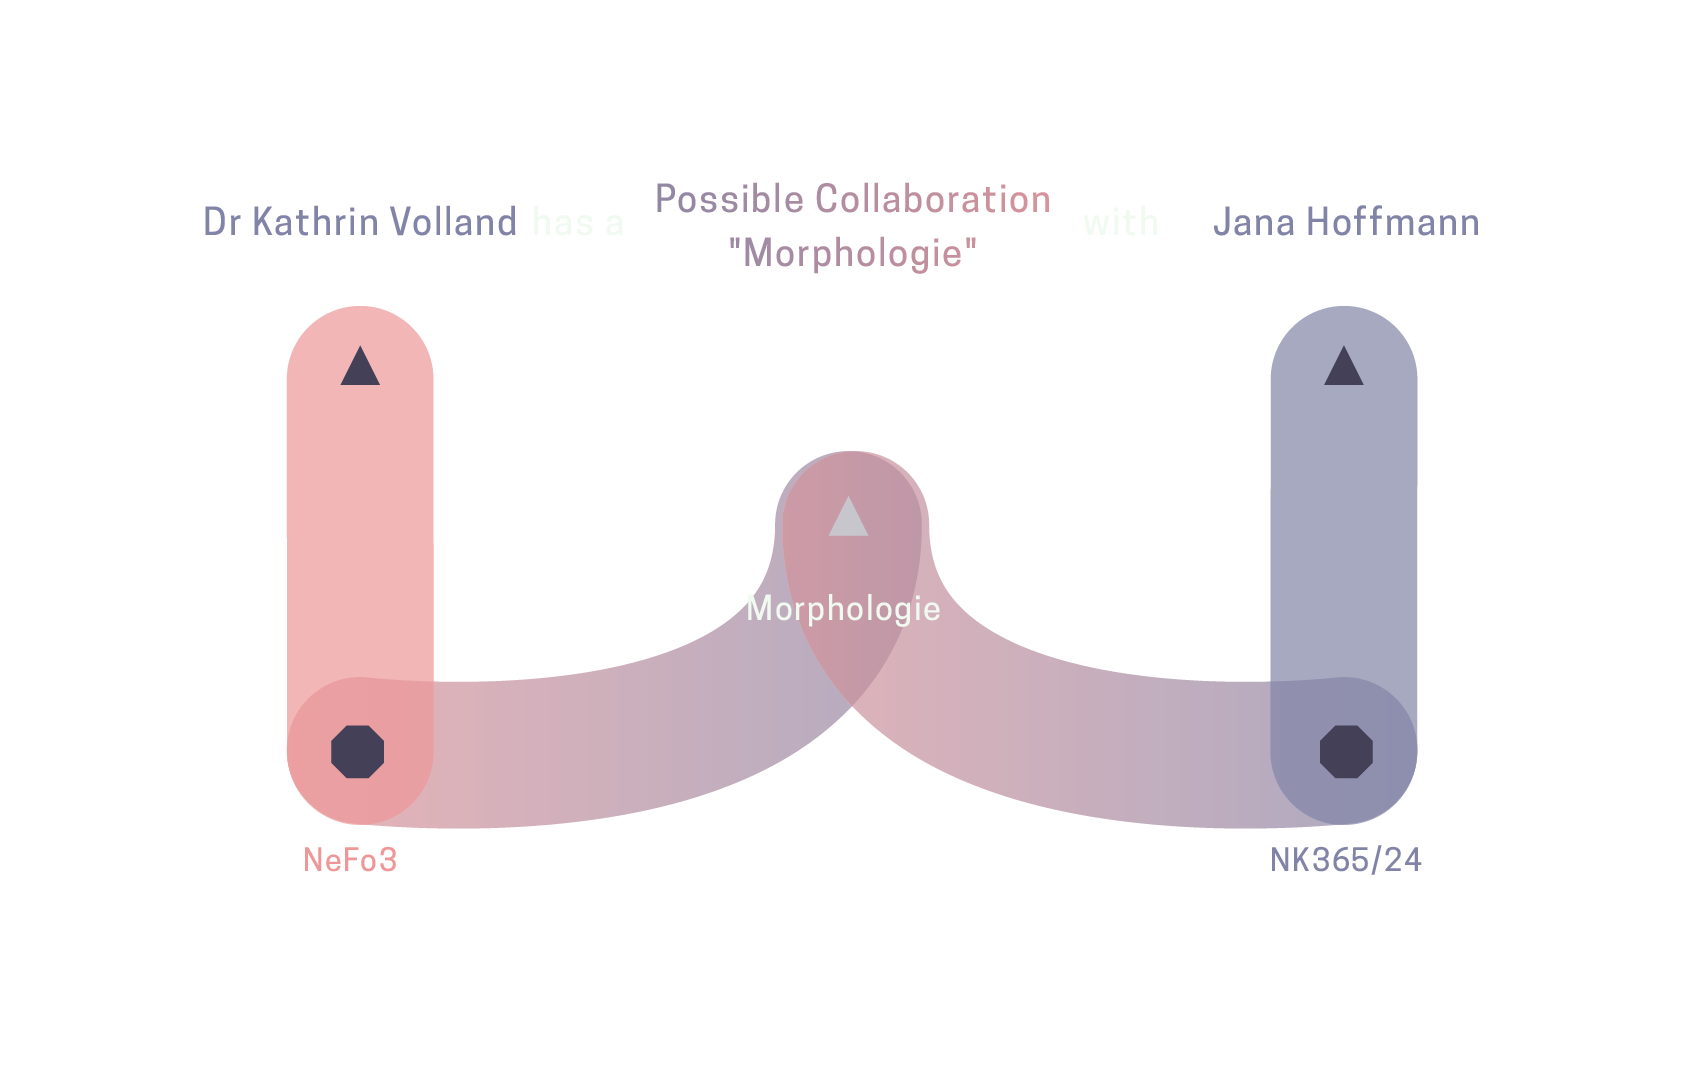 Dr Kathrin Volland has a Possible Collaboration "Morphologie" with Jana Hoffmann
Morphologie
NeFo3
NK365/24